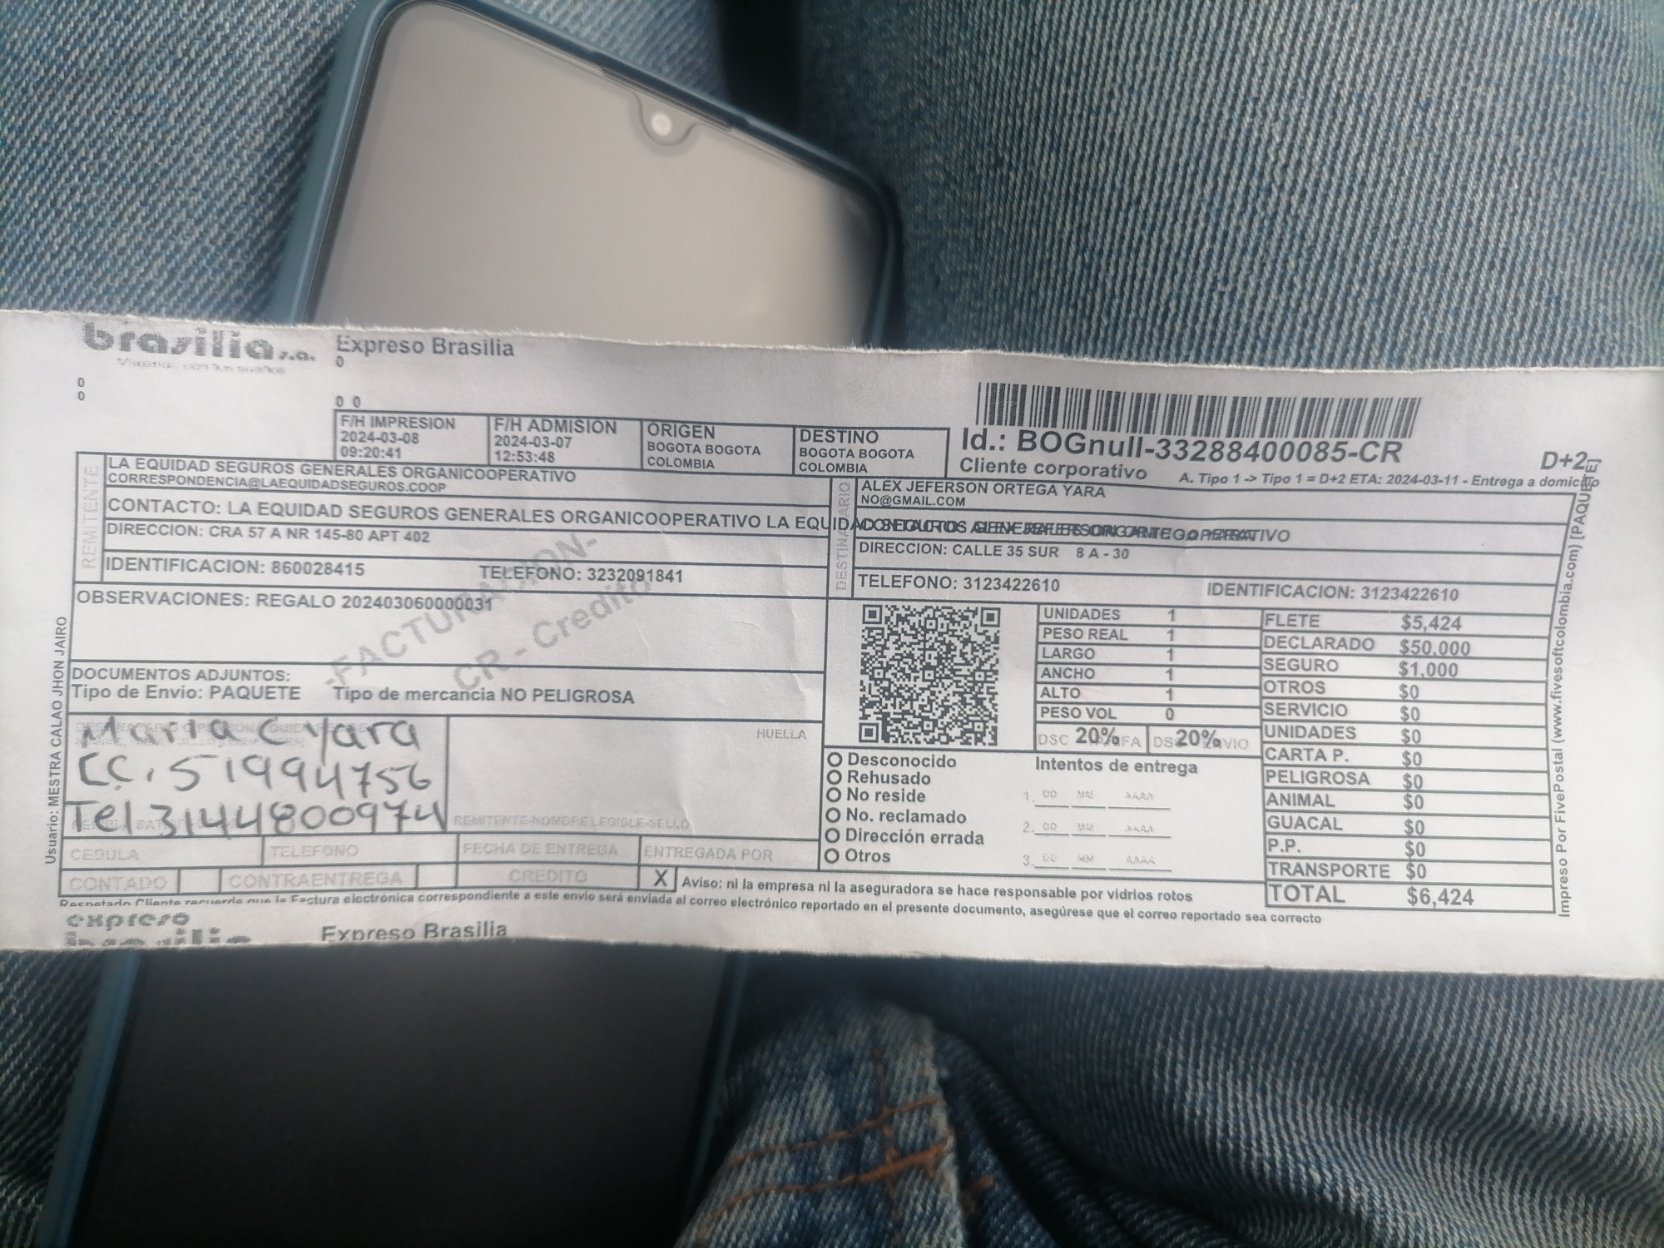 brasilia s.a.
Expreso Brasilia
0
0
0
0 0
F/H IMPRESION
2024-03-08
09:20:41
F/H ADMISION
2024-03-07
12:53:48
ORIGEN
BOGOTA BOGOTA
COLOMBIA
DESTINO
BOGOTA BOGOTA
COLOMBIA
Id.: BOGnull-33288400085-CR
Cliente corporativo
D+2
A. Tipo 1 -> Tipo 1 = D+2 ETA: 2024-03-11 - Entrega a domicilio
REMITENTE
LA EQUIDAD SEGUROS GENERALES ORGANICOOPERATIVO
CORRESPONDENCIA@LAEQUIDADSEGUROS.COOP
CONTACTO: LA EQUIDAD SEGUROS GENERALES ORGANICOOPERATIVO LA EQUIDAD SEGUROS GENERALES ORGANICOOPERATIVO
DIRECCION: CRA 57 A NR 145-80 APT 402
IDENTIFICACION: 860028415
TELEFONO: 3232091841
DESTINATARIO
ALEX JEFERSON ORTEGA YARA
NO@GMAIL.COM
CONTACTO: ALEX JEFERSON ORTEGA YARA
DIRECCION: CALLE 35 SUR 8 A - 30
TELEFONO: 3123422610
IDENTIFICACION: 3123422610
OBSERVACIONES: REGALO 202403060000031
-FACTURACION-
CR - Credito
DOCUMENTOS ADJUNTOS:
Tipo de Envio: PAQUETE
Tipo de mercancia NO PELIGROSA
Maria C Yara
CC. 51994756
Tel 3144800974
HUELLA
REMITENTE-NOMBRE LEGIBLE-SELLO
CEDULA
TELEFONO
FECHA DE ENTREGA
ENTREGADA POR
CONTADO
CONTRAENTREGA
CREDITO
X
Aviso: ni la empresa ni la aseguradora se hace responsable por vidrios rotos
Respetado Cliente recuerde que la Factura electrónica correspondiente a este envio será enviada al correo electrónico reportado en el presente documento, asegúrese que el correo reportado sea correcto
UNIDADES 1
PESO REAL 1
LARGO 1
ANCHO 1
ALTO 1
PESO VOL 0
DSC 20%
20%
Desconocido
Rehusado
No reside
No. reclamado
Dirección errada
Otros
Intentos de entrega
1. DD MM AAAA
2. DD MM AAAA
3. DD MM AAAA
FLETE $5,424
DECLARADO $50.000
SEGURO $1,000
OTROS $0
SERVICIO $0
UNIDADES $0
CARTA P. $0
PELIGROSA $0
ANIMAL $0
GUACAL $0
P.P. $0
TRANSPORTE $0
TOTAL $6,424
Usuario: MESTRA CALAO JHON JAIRO
Impreso Por FivePostal (www.fivesoftcolombia.com) [PAQUETE]
expreso
brasilia
Expreso Brasilia